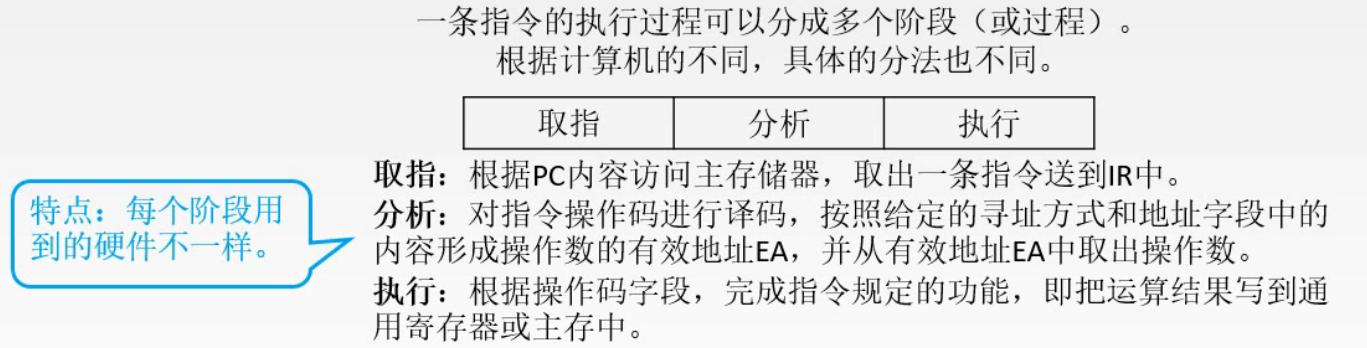 一条指令的执行过程可以分成多个阶段（或过程）。
根据计算机的不同，具体的分法也不同。
取指 分析 执行
取指：根据PC内容访问主存储器，取出一条指令送到IR中。
特点：每个阶段用
到的硬件不一样。
分析：对指令操作码进行译码，按照给定的寻址方式和地址字段中的
内容形成操作数的有效地址EA，并从有效地址EA中取出操作数。
执行：根据操作码字段，完成指令规定的功能，即把运算结果写到通
用寄存器或主存中。